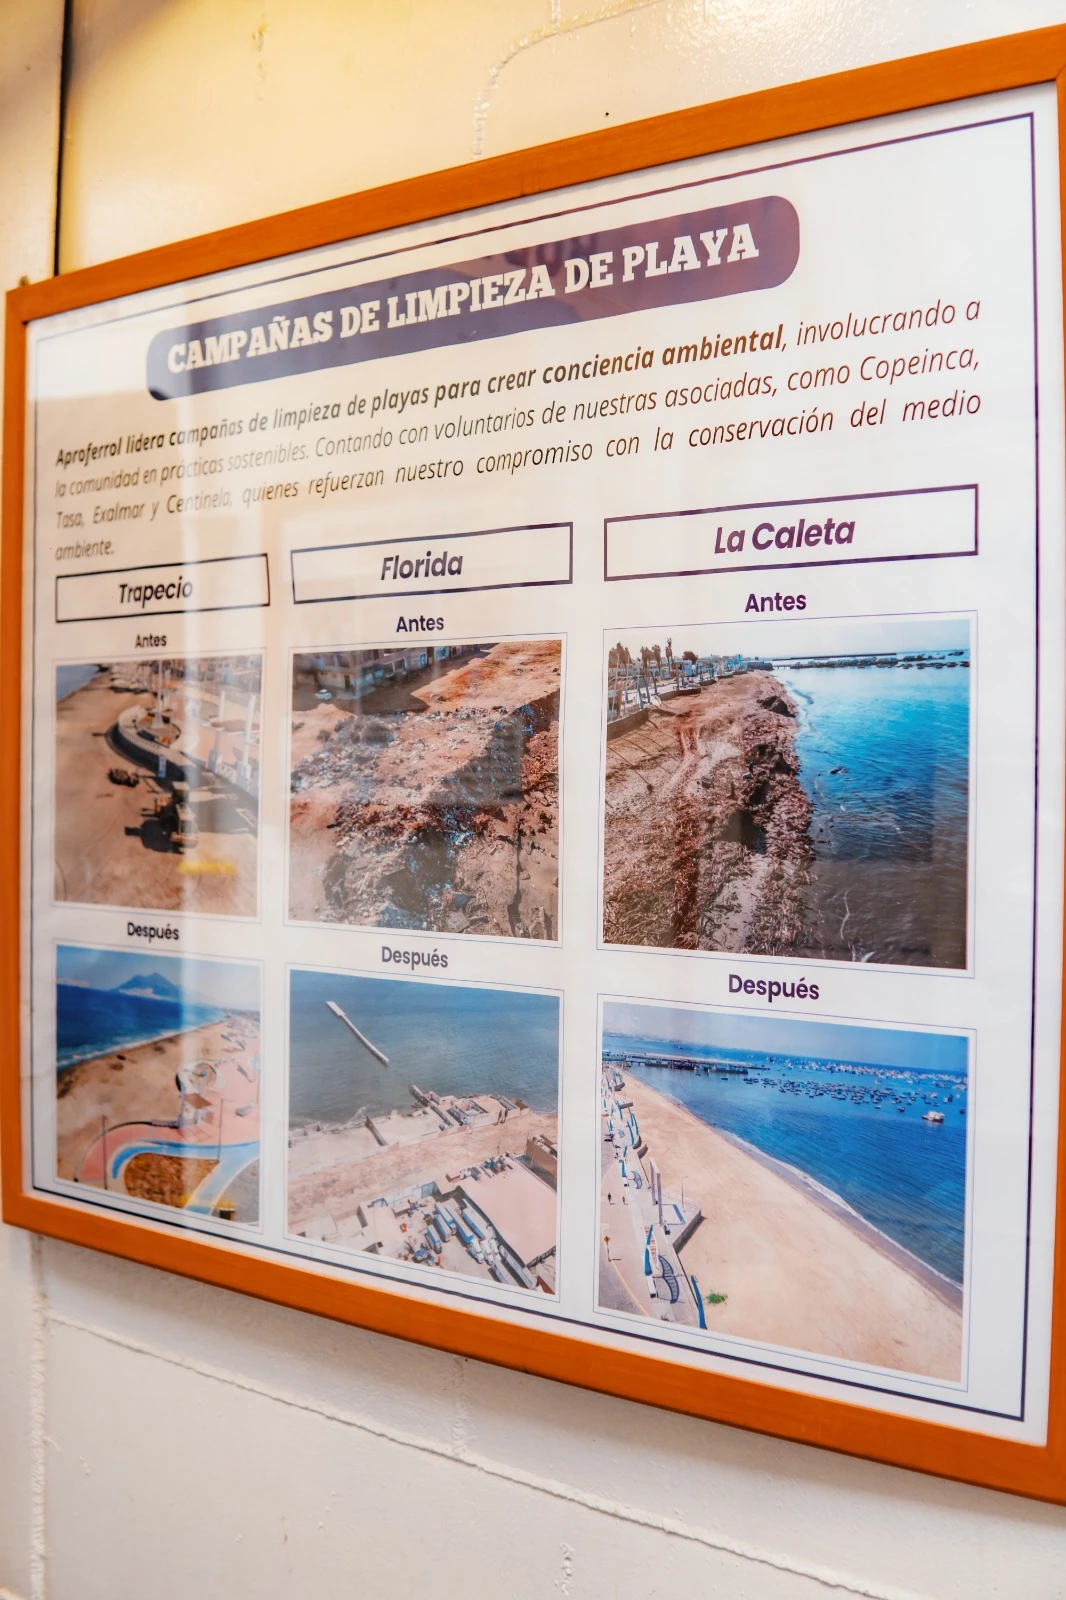 CAMPAÑAS DE LIMPIEZA DE PLAYA
Aproferrol lidera campañas de limpieza de playas para crear conciencia ambiental, involucrando a
la comunidad en prácticas sostenibles. Contando con voluntarios de nuestras asociadas, como Copeinca,
Tasa, Exalmar y Centinela, quienes refuerzan nuestro compromiso con la conservación del medio
ambiente.
Trapecio
Florida
La Caleta
Antes
Antes
Antes
Después
Después
Después